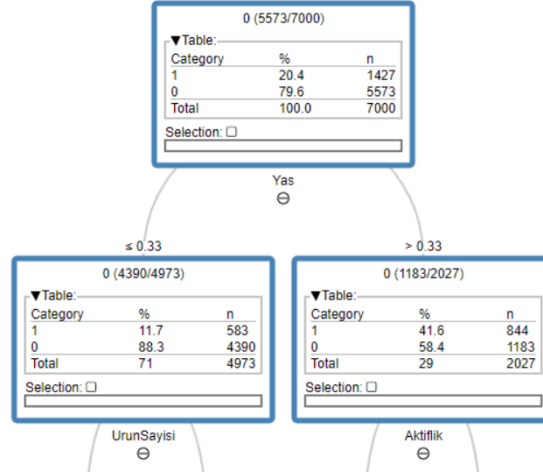 0 (5573/7000)
▼Table:
Category % n
1 20.4 1427
0 79.6 5573
Total 100.0 7000
Selection:
Yas
≤ 0.33
> 0.33
0 (4390/4973)
▼Table:
Category % n
1 11.7 583
0 88.3 4390
Total 71 4973
Selection:
UrunSayisi
0 (1183/2027)
▼Table:
Category % n
1 41.6 844
0 58.4 1183
Total 29 2027
Selection:
Aktiflik